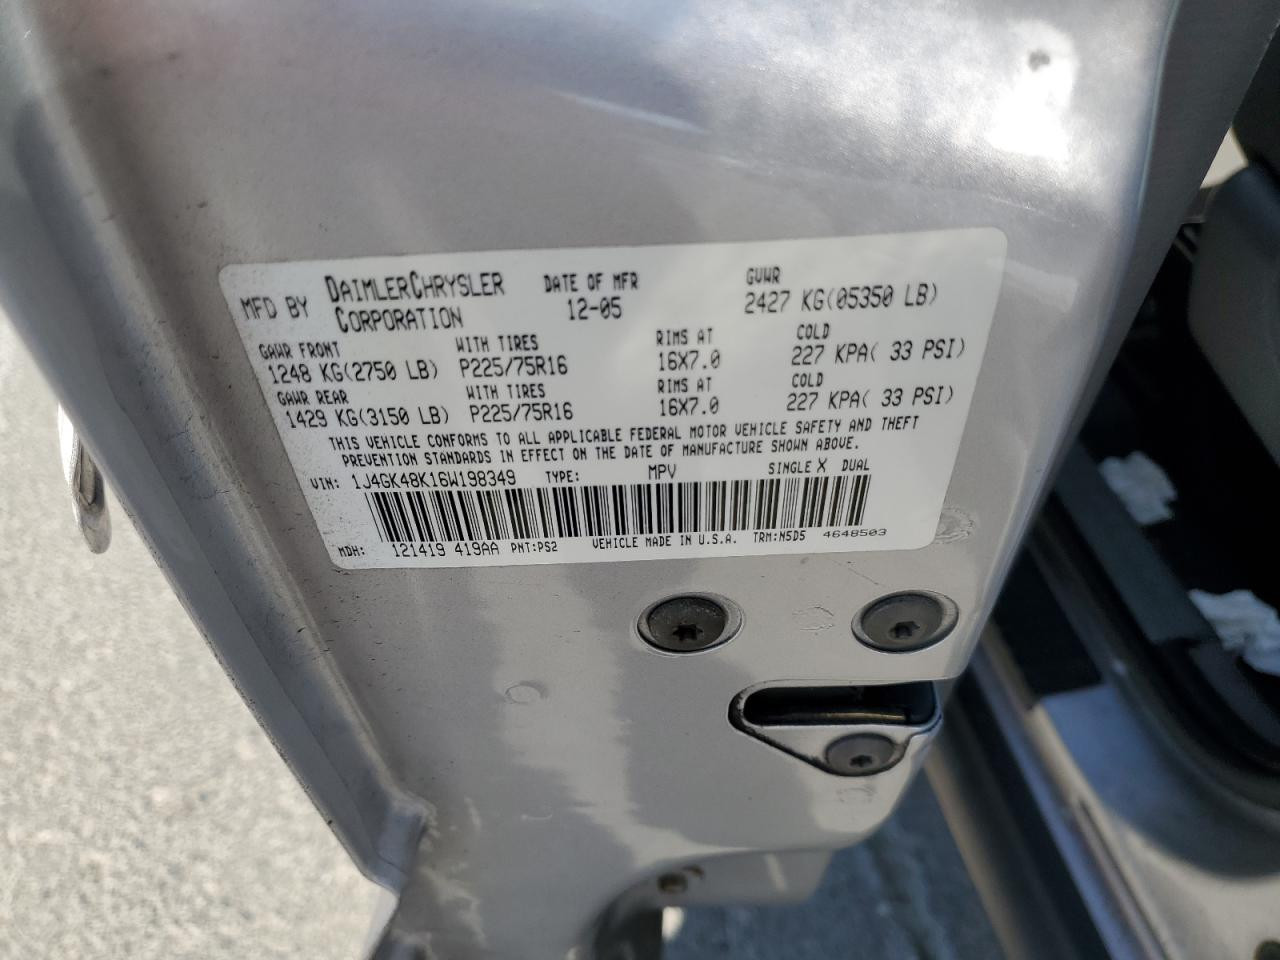 MFD BY DAIMLERCHRYSLER CORPORATION DATE OF MFR 12-05 GVWR 2427 KG(05350 LB)
GAWR FRONT WITH TIRES RIMS AT COLD
1248 KG(2750 LB) P225/75R16 16X7.0 227 KPA( 33 PSI)
GAWR REAR WITH TIRES RIMS AT COLD
1429 KG(3150 LB) P225/75R16 16X7.0 227 KPA( 33 PSI)
THIS VEHICLE CONFORMS TO ALL APPLICABLE FEDERAL MOTOR VEHICLE SAFETY AND THEFT
PREVENTION STANDARDS IN EFFECT ON THE DATE OF MANUFACTURE SHOWN ABOVE.
VIN: 1J4GK48K16W198349 TYPE: MPV SINGLE X DUAL
MDH: 121419 419AA PNT:PS2 VEHICLE MADE IN U.S.A. TRM:N5D5 4648503